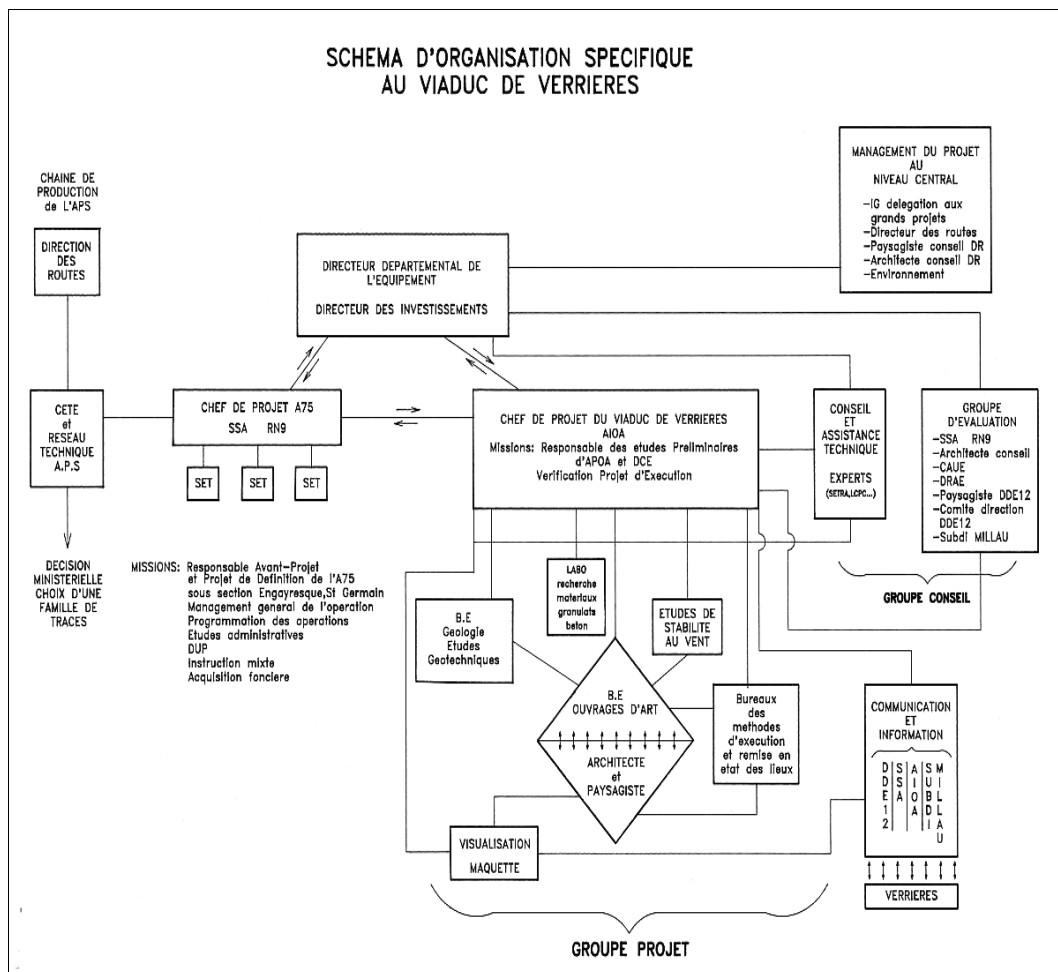 SCHEMA D'ORGANISATION SPECIFIQUE
AU VIADUC DE VERRIERES
CHAINE DE
PRODUCTION
de L'APS
DIRECTION
DES
ROUTES
CETE
et
RESEAU
TECHNIQUE
A.P.S
DECISION
MINISTERIELLE
CHOIX D'UNE
FAMILLE DE
TRACES
CHEF DE PROJET A75
SSA RN9
SET
SET
SET
MISSIONS: Responsable Avant-Projet
et Projet de Definition de l'A75
sous section Engayresque,St Germain
Management general de l'operation
Programmation des operations
Etudes administratives
DUP
Instruction mixte
Acquisition fonciere
DIRECTEUR DEPARTEMENTAL DE
L'EQUIPEMENT
DIRECTEUR DES INVESTISSEMENTS
MANAGEMENT DU PROJET
AU
NIVEAU CENTRAL
-IG delegation aux
grands projets
-Directeur des routes
-Paysagiste conseil DR
-Architecte conseil DR
-Environnement
CHEF DE PROJET DU VIADUC DE VERRIERES
AIOA
Missions: Responsable des etudes Preliminaires
d'APOA et DCE
Verification Projet d'Execution
CONSEIL
ET
ASSISTANCE
TECHNIQUE
EXPERTS
(SETRA,LCPC...)
GROUPE
D'EVALUATION
-SSA RN9
-Architecte conseil
-CAUE
-DRAE
-Paysagiste DDE12
-Comite direction
DDE12
-Subdi MILLAU
GROUPE CONSEIL
B.E
Geologie
Etudes
Geotechniques
LABO
recherche
materiaux
granulats
beton
ETUDES DE
STABILITE
AU VENT
B.E
OUVRAGES D'ART
ARCHITECTE
et
PAYSAGISTE
Bureaux
des
methodes
d'execution
et remise en
etat des lieux
VISUALISATION
MAQUETTE
COMMUNICATION
ET
INFORMATION
DDE12
SSA
AIOA
SUBDI
MILLAU
VERRIERES
GROUPE PROJET